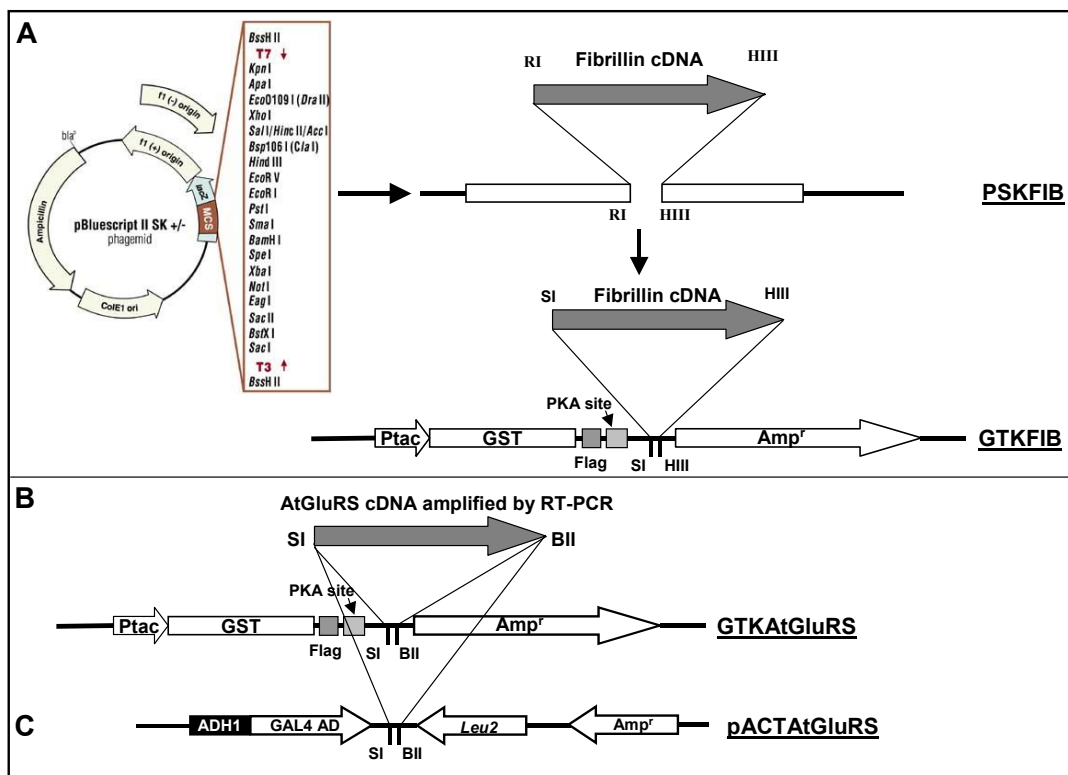 A
BssH II
T7
Kpn I
Apa I
EcoO109 I (Dra II)
Xho I
Sal I/Hinc II/Acc I
Bsp106 I (Cla I)
Hind III
EcoR V
EcoR I
Pst I
Sma I
BamH I
Spe I
Xba I
Not I
Eag I
Sac II
BstX I
Sac I
T3
BssH II
f1 (-) origin
f1 (+) origin
bla
lacZ
MCS
Ampicillin
pBluescript II SK +/-
phagemid
ColE1 ori
Fibrillin cDNA
RI
HIII
RI
HIII
PSKFIB
SI
Fibrillin cDNA
HIII
PKA site
Ptac
GST
Flag
SI
HIII
Ampr
GTKFIB
B
AtGluRS cDNA amplified by RT-PCR
SI
BII
PKA site
Ptac
GST
Flag
SI
BII
Ampr
GTKAtGluRS
C
ADH1
GAL4 AD
SI
BII
Leu2
Ampr
pACTAtGluRS